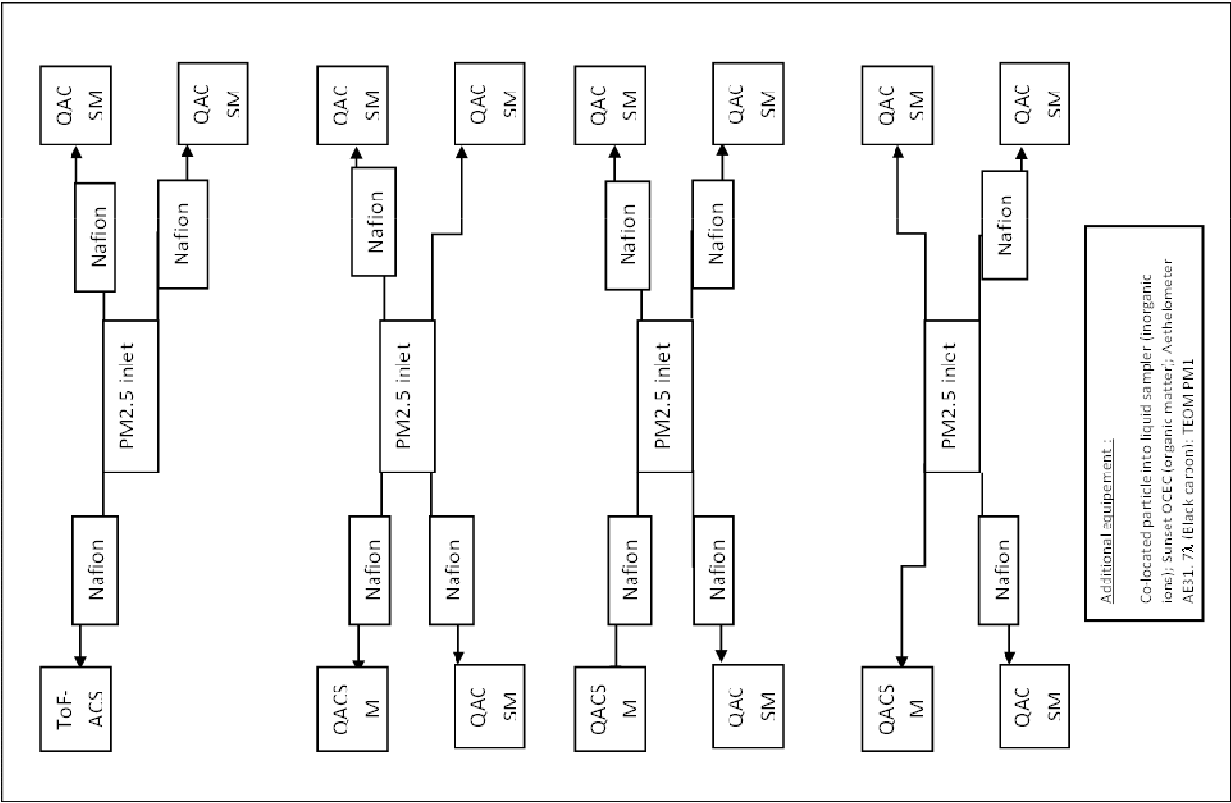 ToF-
ACS
Nafion
PM2.5 inlet
Nafion
QAC
SM
Nafion
QAC
SM
QACS
M
Nafion
PM2.5 inlet
Nafion
QAC
SM
QAC
SM
Nafion
QAC
SM
QACS
M
Nafion
PM2.5 inlet
Nafion
QAC
SM
QAC
SM
Nafion
Nafion
QAC
SM
QACS
M
PM2.5 inlet
QAC
SM
QAC
SM
Nafion
Nafion
QAC
SM
Additional equipement :
Co-located particle into liquid sampler (inorganic
ions); Sunset OCEC (organic matter); Aethelometer
AE31, 7λ (Black carbon); TEOM PM1